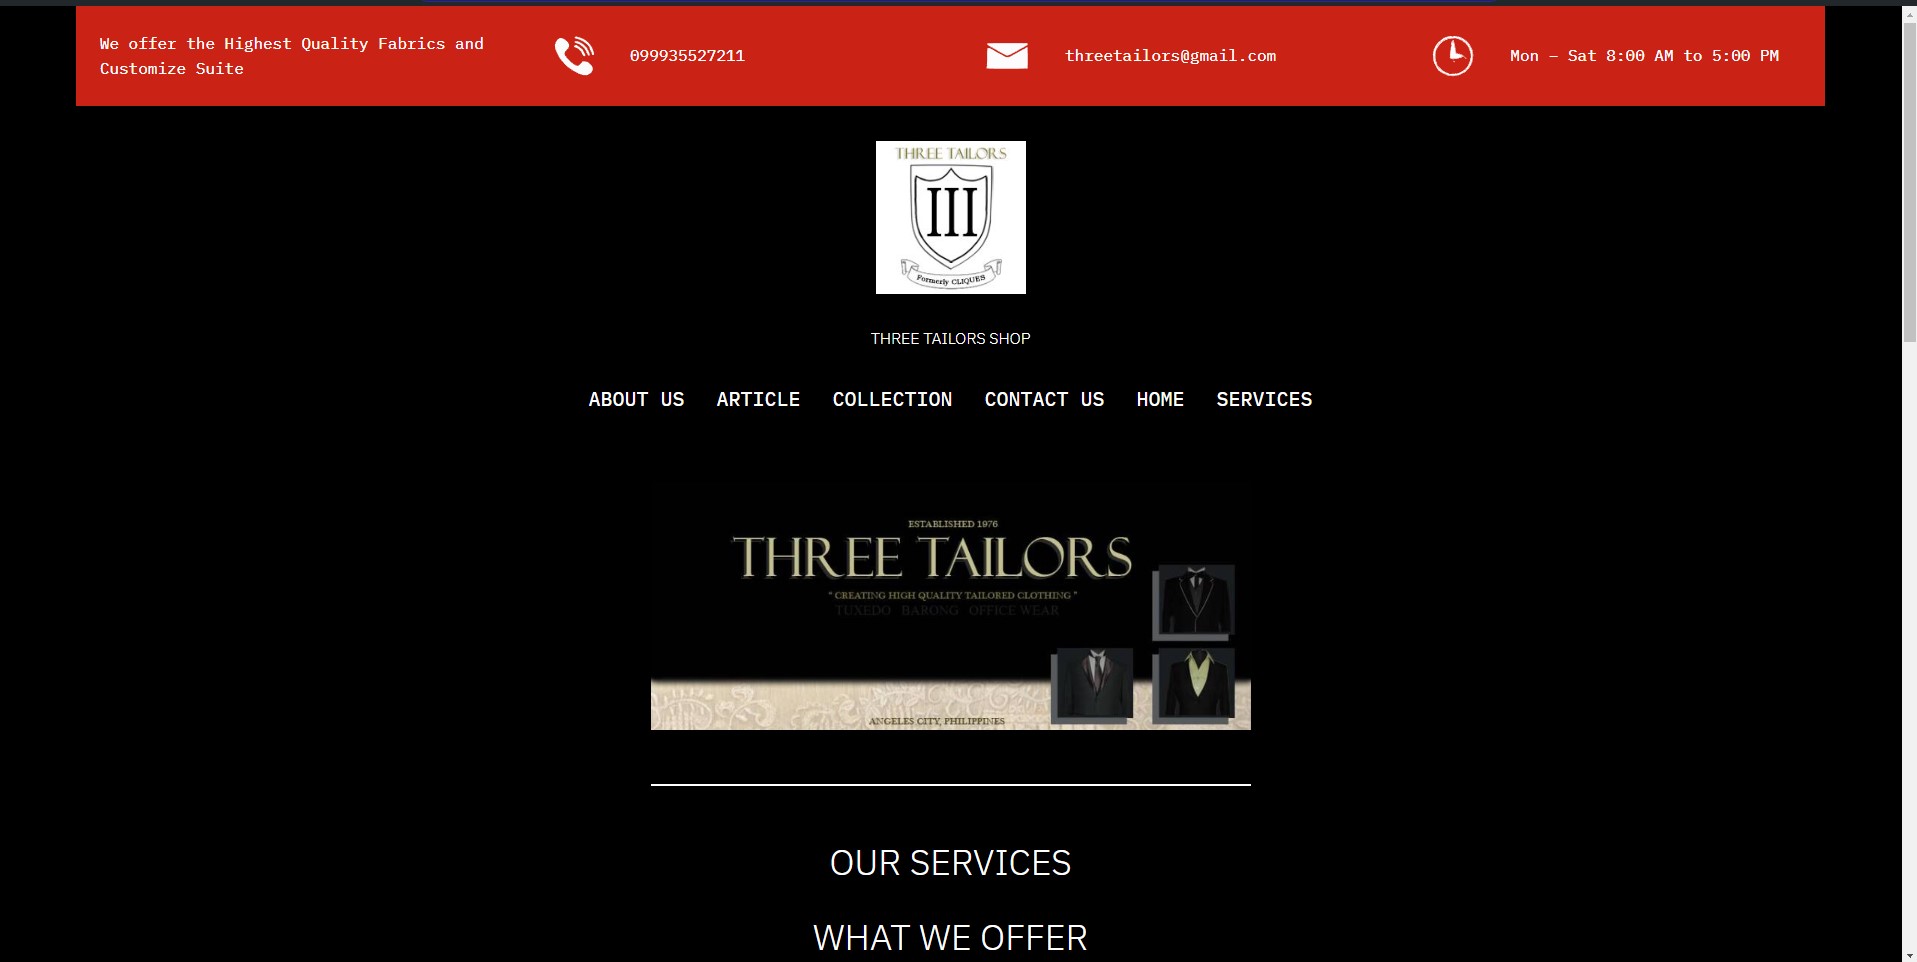 We offer the Highest Quality Fabrics and
Customize Suite
099935527211
threetailors@gmail.com
Mon – Sat 8:00 AM to 5:00 PM
THREE TAILORS
III
Formerly CLIQUES
THREE TAILORS SHOP
ABOUT US ARTICLE COLLECTION CONTACT US HOME SERVICES
ESTABLISHED 1976
THREE TAILORS
" CREATING HIGH QUALITY TAILORED CLOTHING "
TUXEDO BARONG OFFICE WEAR
ANGELES CITY, PHILIPPINES
OUR SERVICES
WHAT WE OFFER